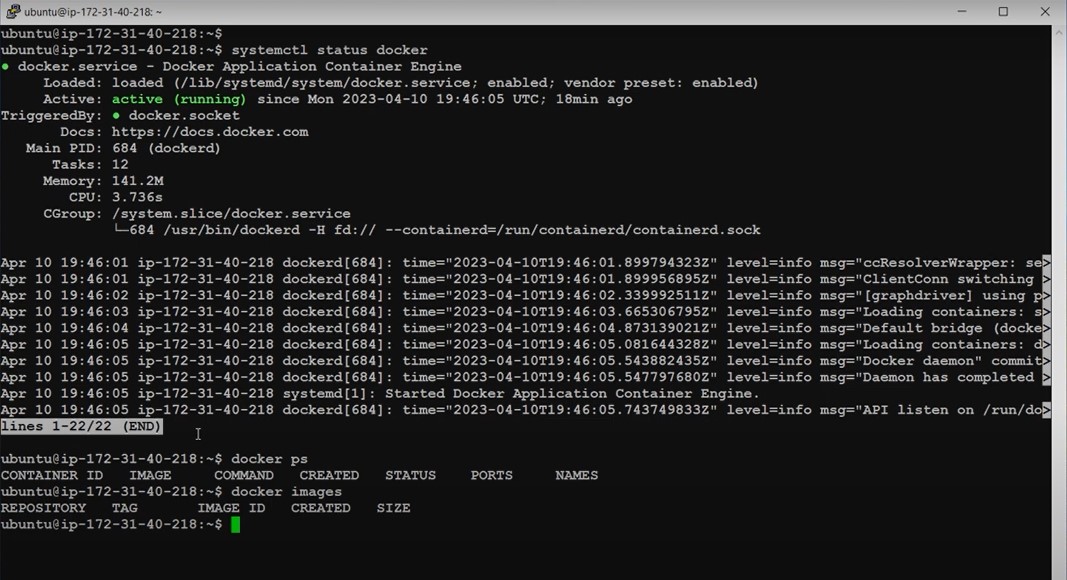 ubuntu@ip-172-31-40-218: ~
ubuntu@ip-172-31-40-218:~$
ubuntu@ip-172-31-40-218:~$ systemctl status docker
● docker.service - Docker Application Container Engine
Loaded: loaded (/lib/systemd/system/docker.service; enabled; vendor preset: enabled)
Active: active (running) since Mon 2023-04-10 19:46:05 UTC; 18min ago
TriggeredBy: ● docker.socket
Docs: https://docs.docker.com
Main PID: 684 (dockerd)
Tasks: 12
Memory: 141.2M
CPU: 3.736s
CGroup: /system.slice/docker.service
└─684 /usr/bin/dockerd -H fd:// --containerd=/run/containerd/containerd.sock
Apr 10 19:46:01 ip-172-31-40-218 dockerd[684]: time="2023-04-10T19:46:01.899794323Z" level=info msg="ccResolverWrapper: se>
Apr 10 19:46:01 ip-172-31-40-218 dockerd[684]: time="2023-04-10T19:46:01.899956895Z" level=info msg="ClientConn switching >
Apr 10 19:46:02 ip-172-31-40-218 dockerd[684]: time="2023-04-10T19:46:02.339992511Z" level=info msg="[graphdriver] using p>
Apr 10 19:46:03 ip-172-31-40-218 dockerd[684]: time="2023-04-10T19:46:03.665306795Z" level=info msg="Loading containers: s>
Apr 10 19:46:04 ip-172-31-40-218 dockerd[684]: time="2023-04-10T19:46:04.873139021Z" level=info msg="Default bridge (docke>
Apr 10 19:46:05 ip-172-31-40-218 dockerd[684]: time="2023-04-10T19:46:05.081644328Z" level=info msg="Loading containers: d>
Apr 10 19:46:05 ip-172-31-40-218 dockerd[684]: time="2023-04-10T19:46:05.543882435Z" level=info msg="Docker daemon" commit>
Apr 10 19:46:05 ip-172-31-40-218 dockerd[684]: time="2023-04-10T19:46:05.547797680Z" level=info msg="Daemon has completed >
Apr 10 19:46:05 ip-172-31-40-218 systemd[1]: Started Docker Application Container Engine.
Apr 10 19:46:05 ip-172-31-40-218 dockerd[684]: time="2023-04-10T19:46:05.743749833Z" level=info msg="API listen on /run/do>
lines 1-22/22 (END)
ubuntu@ip-172-31-40-218:~$ docker ps
CONTAINER ID IMAGE COMMAND CREATED STATUS PORTS NAMES
ubuntu@ip-172-31-40-218:~$ docker images
REPOSITORY TAG IMAGE ID CREATED SIZE
ubuntu@ip-172-31-40-218:~$